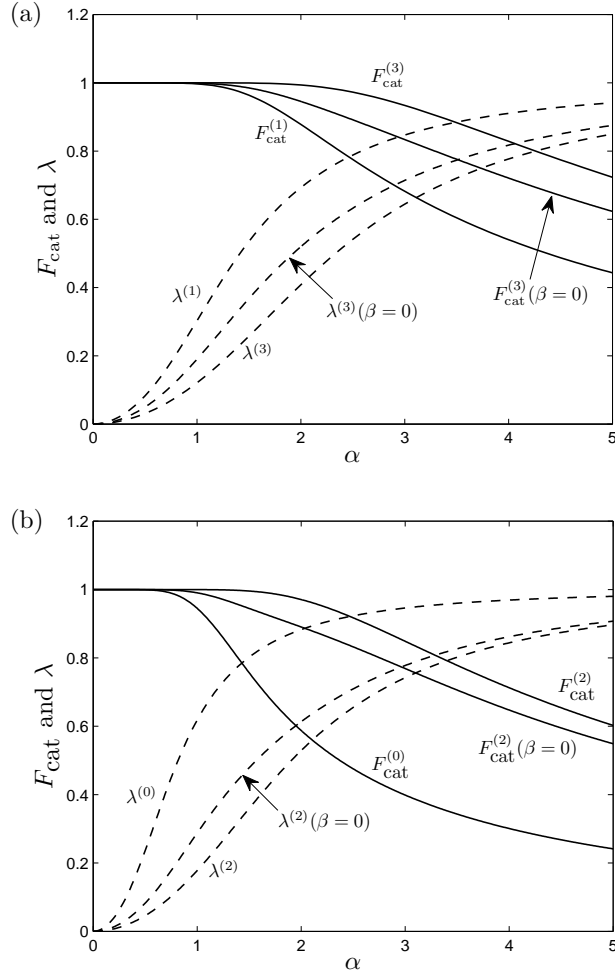 (a)
1.2
1
0.8
0.6
0.4
0.2
0
F_cat and λ
F_cat^(3)
F_cat^(1)
λ^(1)
F_cat^(3)(β = 0)
λ^(3)(β = 0)
λ^(3)
0 1 2 3 4 5
α
(b)
1.2
1
0.8
0.6
0.4
0.2
0
F_cat and λ
F_cat^(2)
F_cat^(2)(β = 0)
F_cat^(0)
λ^(0)
λ^(2)(β = 0)
λ^(2)
0 1 2 3 4 5
α